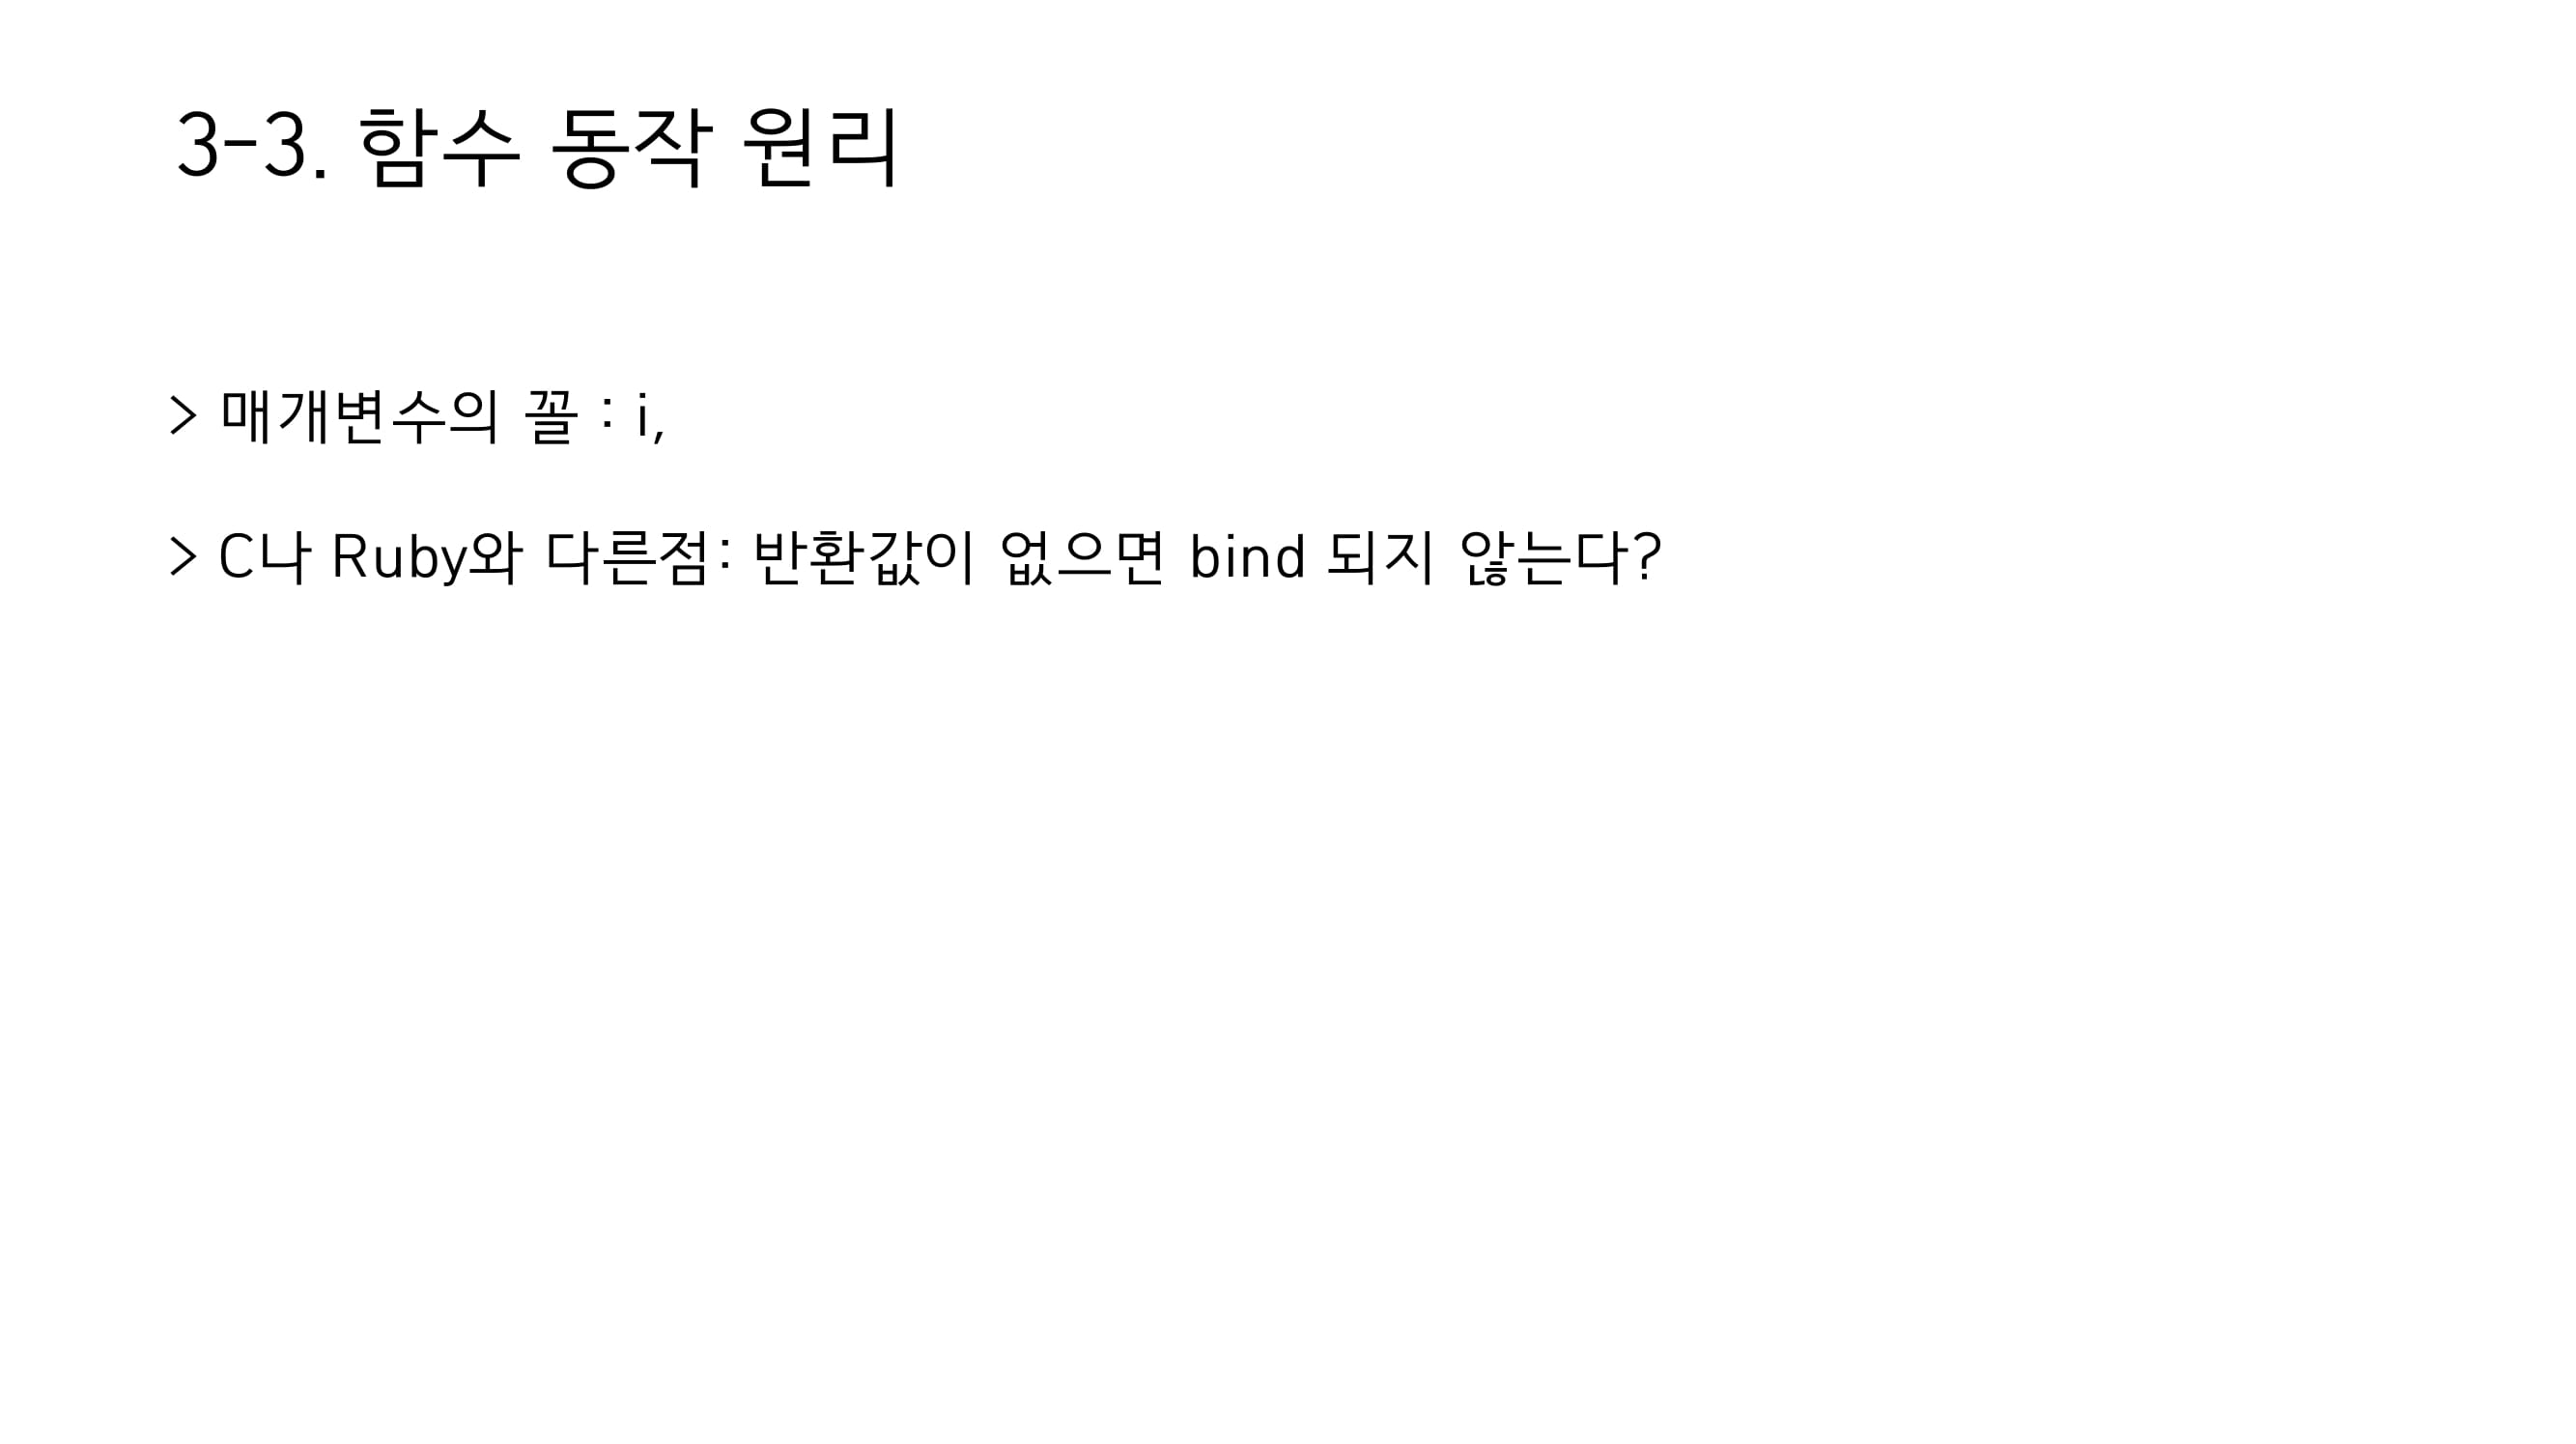 3-3. 함수 동작 원리
> 매개변수의 꼴 : i,
> C나 Ruby와 다른점: 반환값이 없으면 bind 되지 않는다?